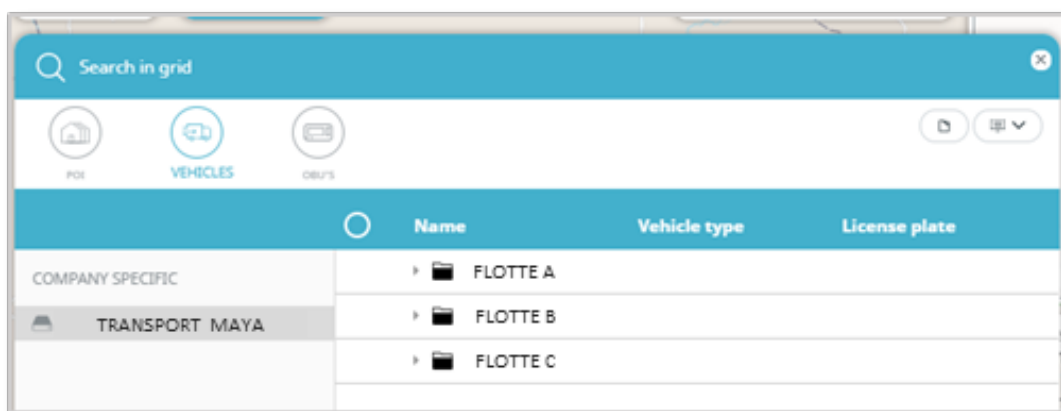 Search in grid
POI VEHICLES OBU'S
Name Vehicle type License plate
COMPANY SPECIFIC
FLOTTE A
TRANSPORT MAYA
FLOTTE B
FLOTTE C